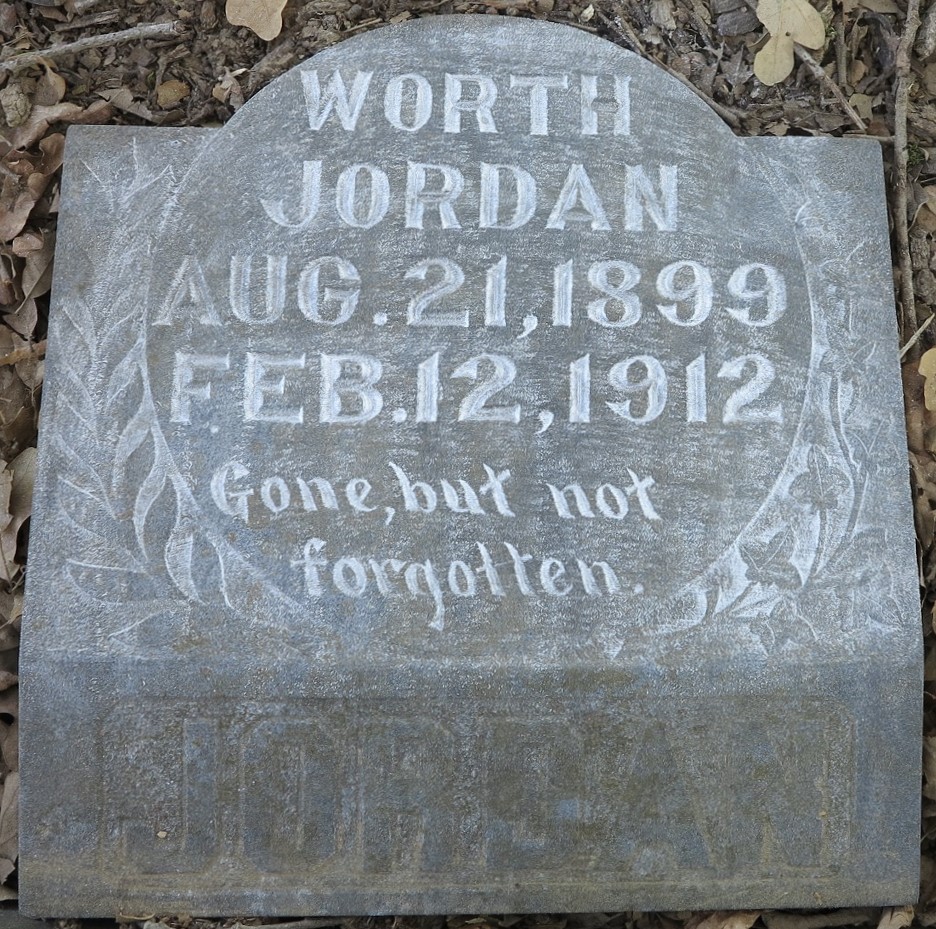 WORTH
JORDAN
AUG. 21, 1899
FEB. 12, 1912
Gone, but not
forgotten.
JORDAN